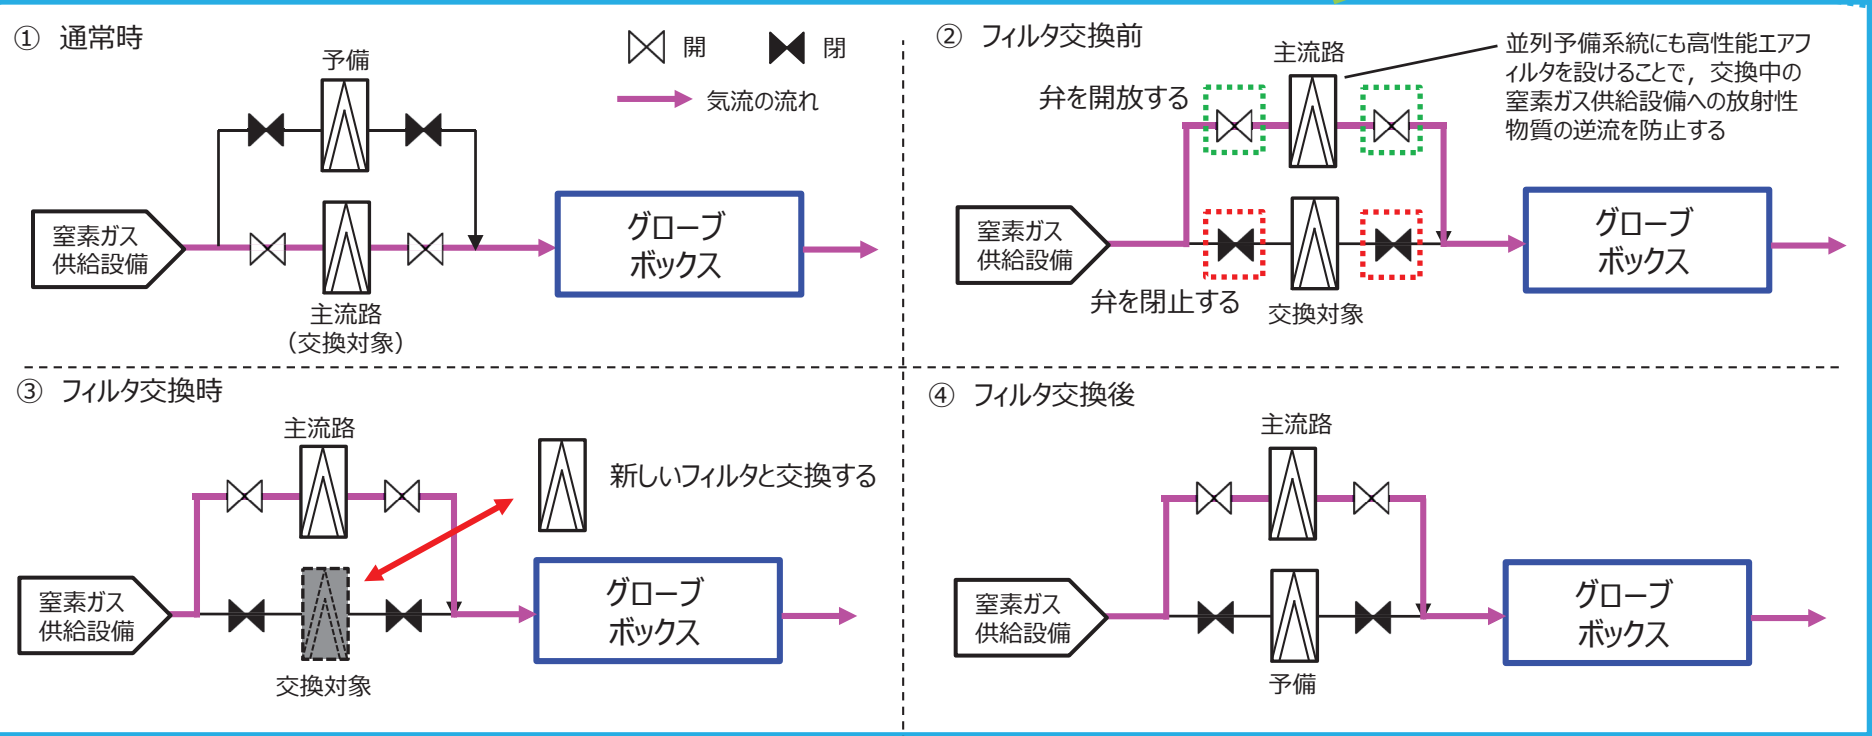 ① 通常時
予備
開
閉
気流の流れ
窒素ガス
供給設備
グローブ
ボックス
主流路
（交換対象）
② フィルタ交換前
主流路
並列予備系統にも高性能エアフ
ィルタを設けることで，交換中の
窒素ガス供給設備への放射性
物質の逆流を防止する
弁を開放する
窒素ガス
供給設備
グローブ
ボックス
弁を閉止する
交換対象
③ フィルタ交換時
主流路
新しいフィルタと交換する
窒素ガス
供給設備
グローブ
ボックス
交換対象
④ フィルタ交換後
主流路
窒素ガス
供給設備
グローブ
ボックス
予備